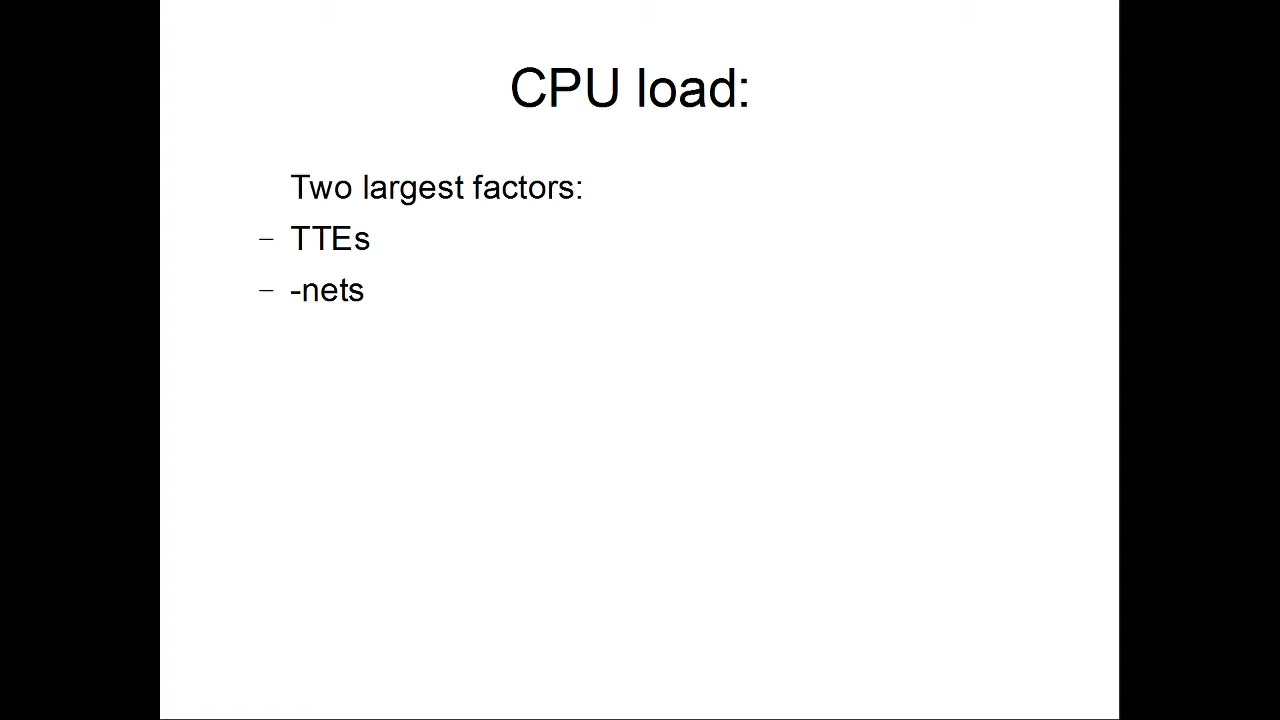 CPU load:
Two largest factors:
– TTEs
– -nets